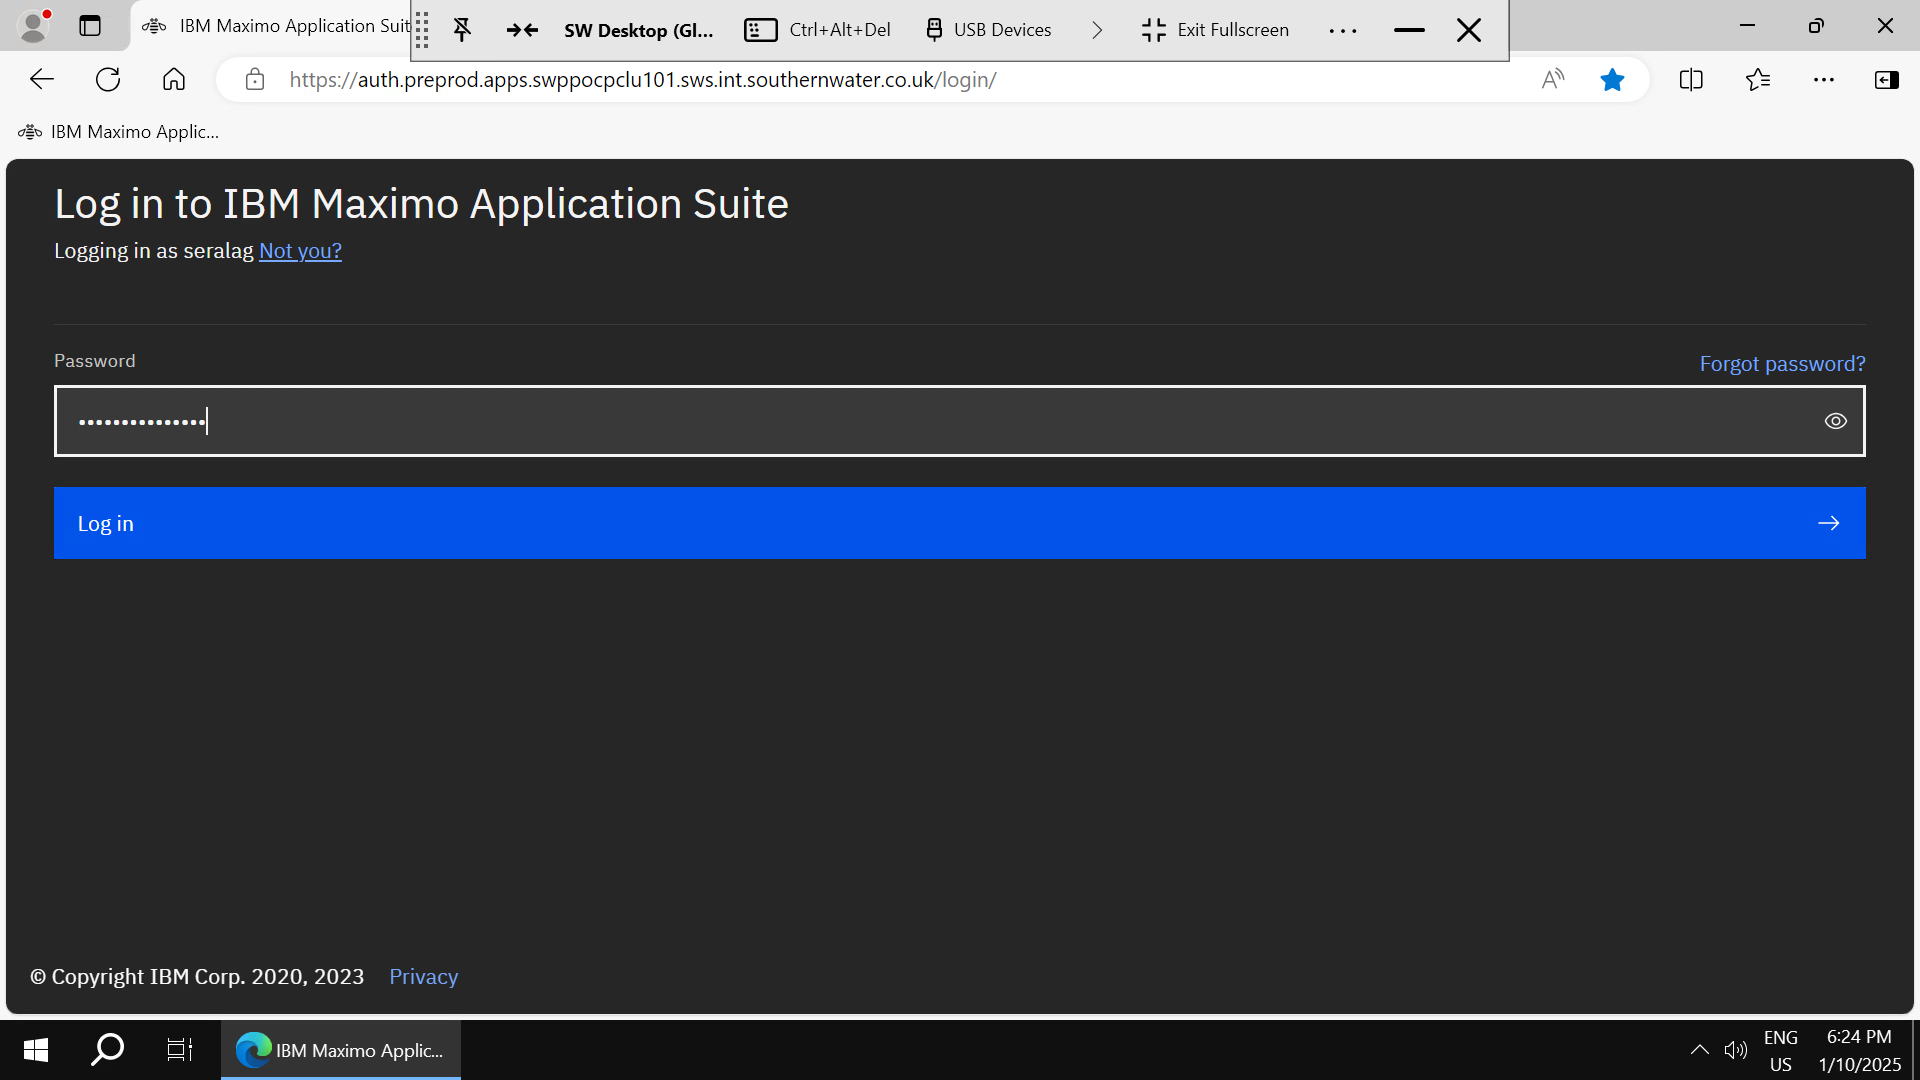 IBM Maximo Application Suit
SW Desktop (Gl...
Ctrl+Alt+Del
USB Devices
Exit Fullscreen
https://auth.preprod.apps.swppocpclu101.sws.int.southernwater.co.uk/login/
IBM Maximo Applic...
Log in to IBM Maximo Application Suite
Logging in as seralag Not you?
Password
Forgot password?
•••••••••••••••
Log in
© Copyright IBM Corp. 2020, 2023 Privacy
IBM Maximo Applic...
ENG
US
6:24 PM
1/10/2025